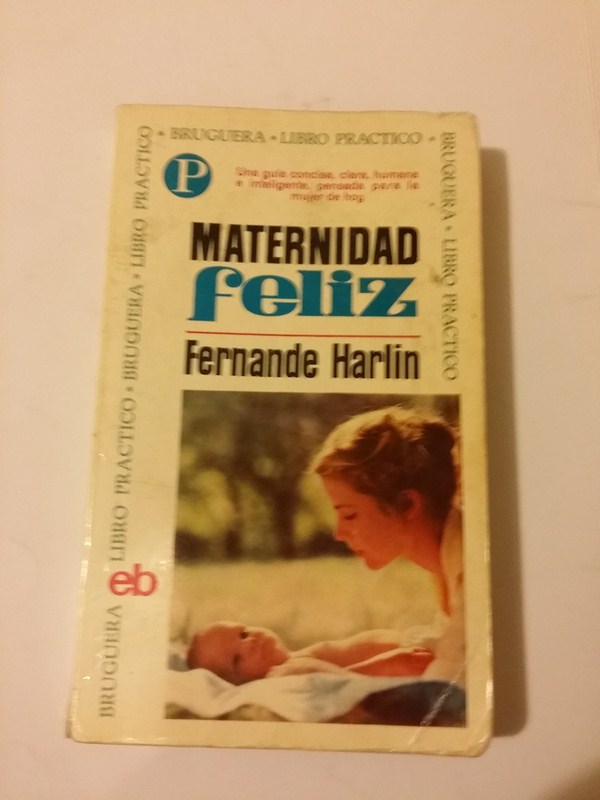 • BRUGUERA • LIBRO PRACTICO •
P
Una guía concisa, clara, humana
e inteligente, pensada para la
mujer de hoy
MATERNIDAD
feliz
Fernande Harlin
BRUGUERA • LIBRO PRACTICO
BRUGUERA LIBRO PRACTICO • BRUGUERA • LIBRO PRACTICO
eb